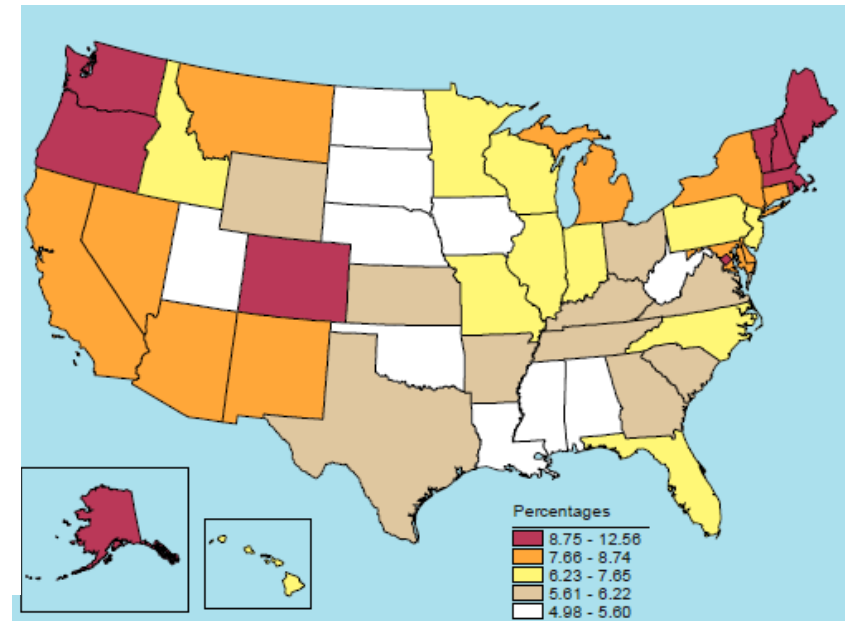 Percentages
8.75 - 12.56
7.66 - 8.74
6.23 - 7.65
5.61 - 6.22
4.98 - 5.60